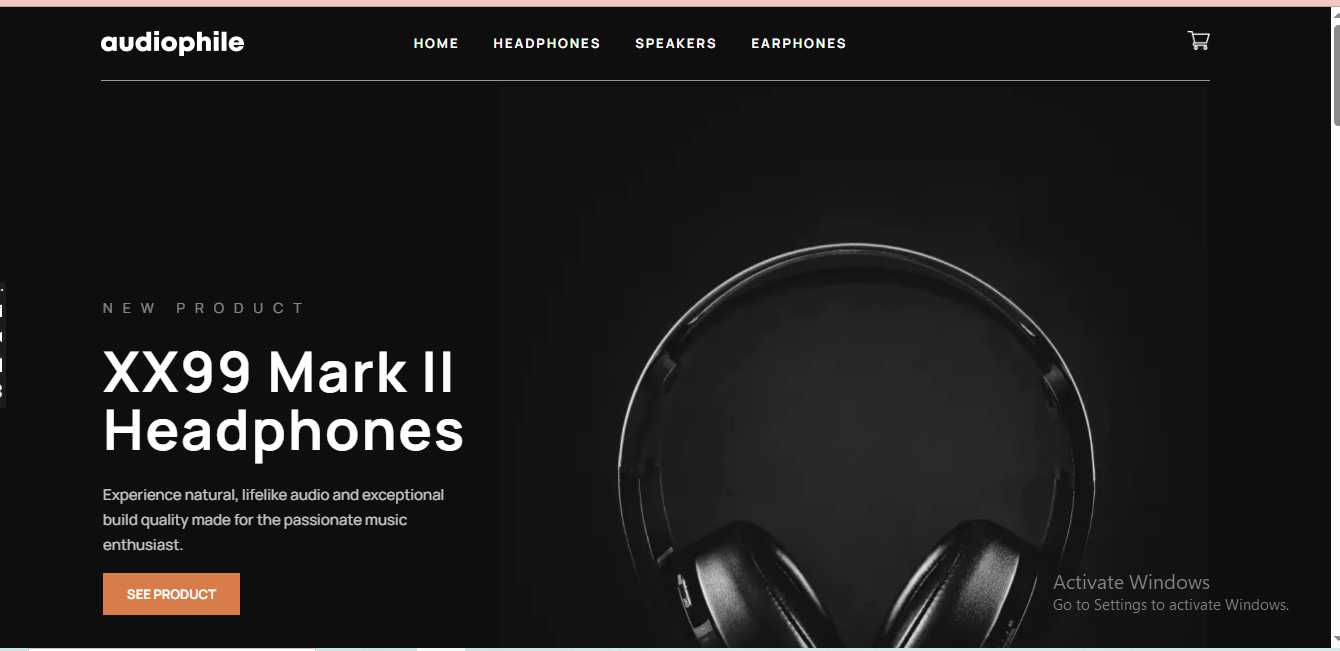 audiophile
HOME HEADPHONES SPEAKERS EARPHONES
NEW PRODUCT
XX99 Mark II
Headphones
Experience natural, lifelike audio and exceptional
build quality made for the passionate music
enthusiast.
SEE PRODUCT
Activate Windows
Go to Settings to activate Windows.